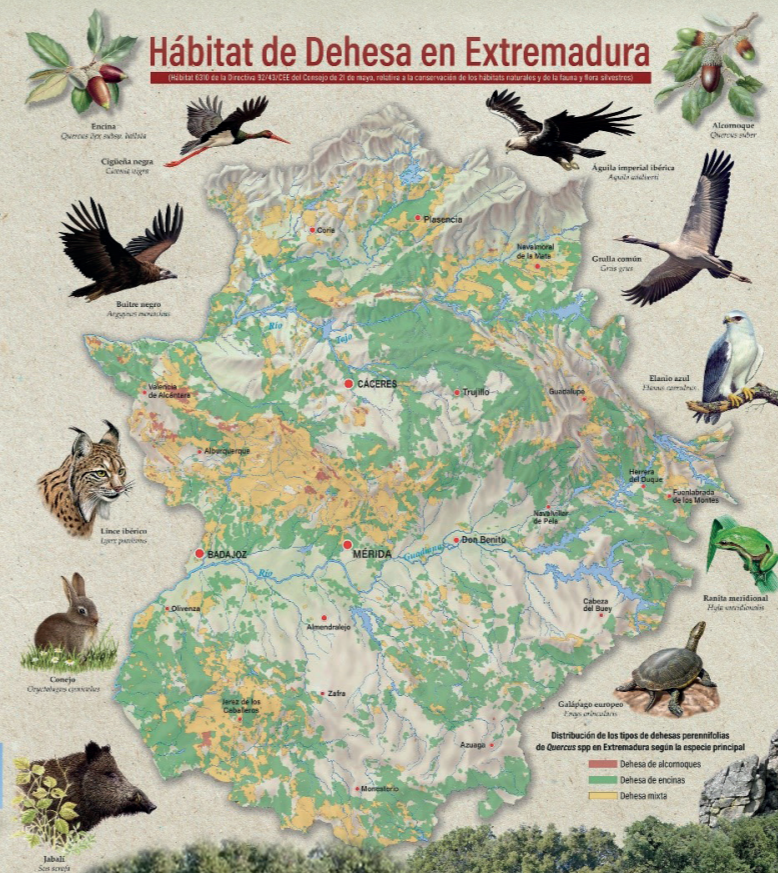 Hábitat de Dehesa en Extremadura
(Hábitat 6310 de la Directiva 92/43/CEE del Consejo de 21 de mayo, relativa a la conservación de los hábitats naturales y de la fauna y flora silvestres)
Encina
Quercus ilex subsp. ballota
Alcornoque
Quercus suber
Cigüeña negra
Ciconia nigra
Águila imperial ibérica
Aquila adalberti
Buitre negro
Aegypius monachus
Grulla común
Grus grus
Elanio azul
Elanus caeruleus
Lince ibérico
Lynx pardinus
Ranita meridional
Hyla meridionalis
Conejo
Oryctolagus cuniculus
Galápago europeo
Emys orbicularis
Jabalí
Sus scrofa
Coria
Plasencia
Navalmoral
de la Mata
Río
Tajo
Valencia
de Alcántara
CÁCERES
Trujillo
Guadalupe
Alburquerque
Herrera
del Duque
Fuenlabrada
de los Montes
Navalvillar
de Pela
BADAJOZ
MÉRIDA
Don Benito
Río
Guadiana
Olivenza
Almendralejo
Cabeza
del Buey
Jerez de los
Caballeros
Zafra
Azuaga
Monesterio
Distribución de los tipos de dehesas perennifolias
de Quercus spp en Extremadura según la especie principal
Dehesa de alcornoques
Dehesa de encinas
Dehesa mixta